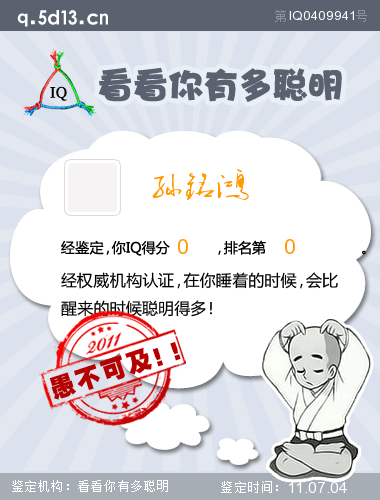 q.5d13.cn
第IQ0409941号
IQ
看看你有多聪明
孙铭鸿
经鉴定,你IQ得分 0 ,排名第 0 。
经权威机构认证,在你睡着的时候,会比
醒来的时候聪明得多!
2011
愚不可及!!
鉴定机构：看看你有多聪明
鉴定时间：11.07.04